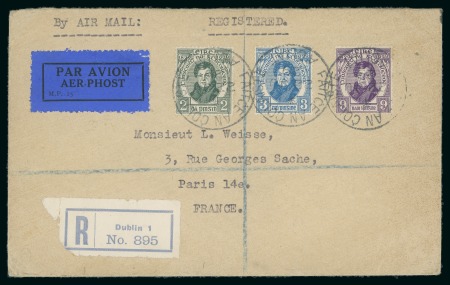 By AIR MAIL:
REGISTERED.
PAR AVION
AER-PHOST
2
3
9
Monsieur L. Weisse,
3, Rue Georges Sache,
Paris 14e.
FRANCE.
R
Dublin 1
No. 895